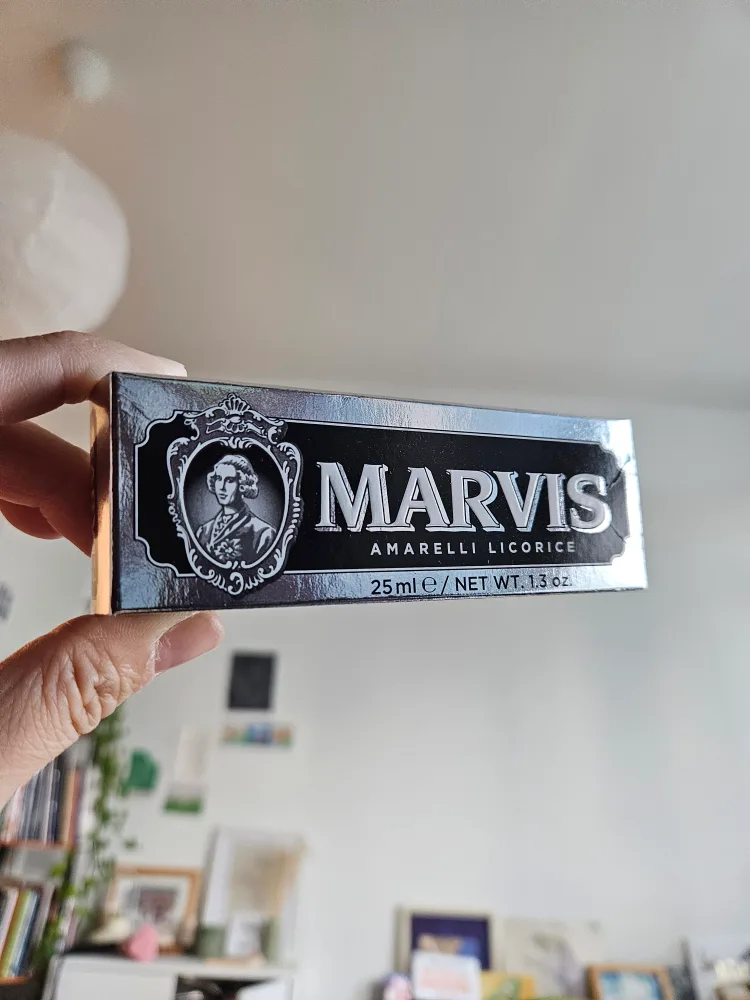 MARVIS
AMARELLI LICORICE
25ml ℮ / NET WT. 1.3 oz.